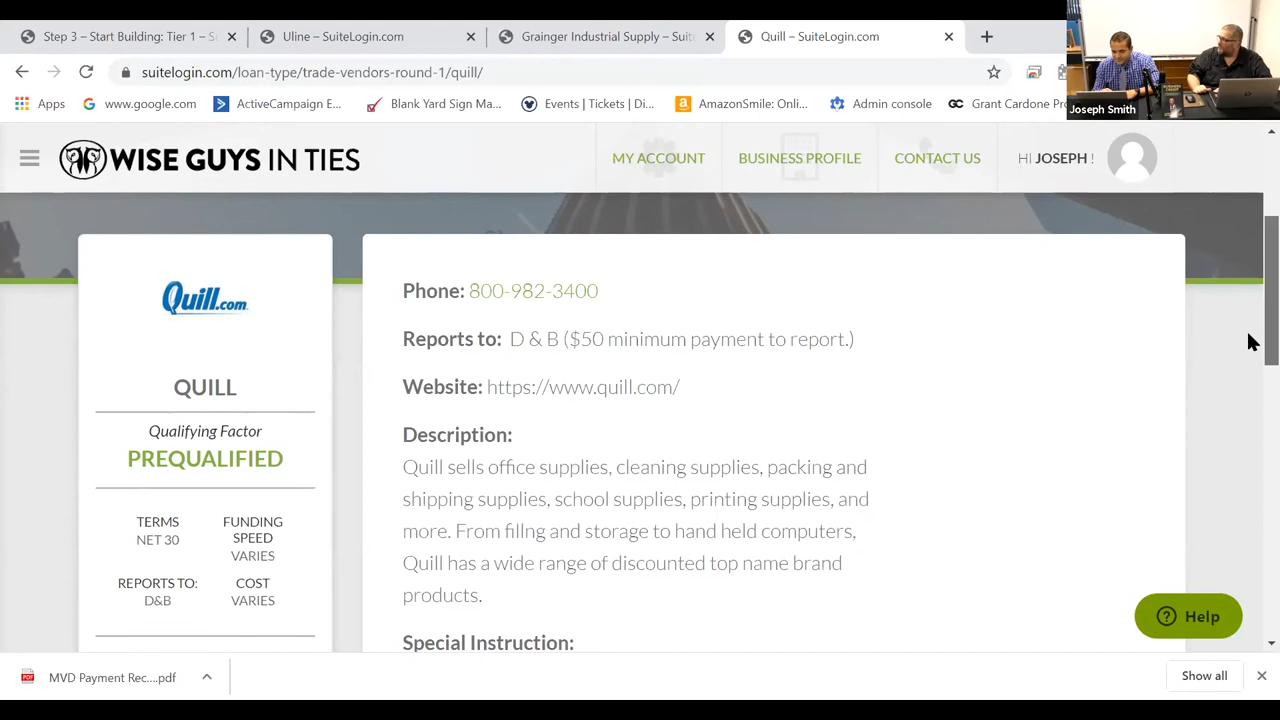 Step 3 – Start Building: Tier 1 – S
Uline – SuiteLogin.com
Grainger Industrial Supply – Suite
Quill – SuiteLogin.com
suitelogin.com/loan-type/trade-vendors-round-1/quill/
Apps
www.google.com
ActiveCampaign E...
Blank Yard Sign Ma...
Events | Tickets | Di...
AmazonSmile: Onli...
Admin console
GC Grant Cardone Pr
Joseph Smith
WISE GUYS IN TIES
MY ACCOUNT
BUSINESS PROFILE
CONTACT US
HI JOSEPH !
Quill.com
QUILL
Qualifying Factor
PREQUALIFIED
TERMS
NET 30
FUNDING
SPEED
VARIES
REPORTS TO:
D&B
COST
VARIES
Phone: 800-982-3400
Reports to: D & B ($50 minimum payment to report.)
Website: https://www.quill.com/
Description:
Quill sells office supplies, cleaning supplies, packing and
shipping supplies, school supplies, printing supplies, and
more. From fillng and storage to hand held computers,
Quill has a wide range of discounted top name brand
products.
Special Instruction:
Help
MVD Payment Rec....pdf
Show all